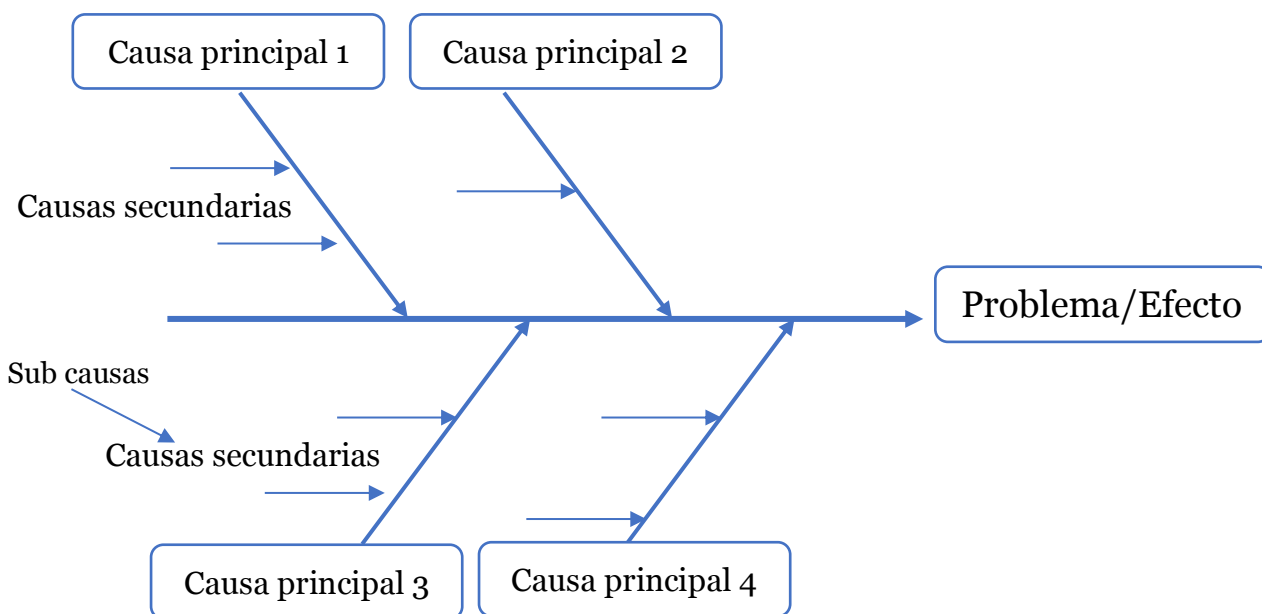 Causa principal 1
Causa principal 2
Causas secundarias
Problema/Efecto
Sub causas
Causas secundarias
Causa principal 3
Causa principal 4